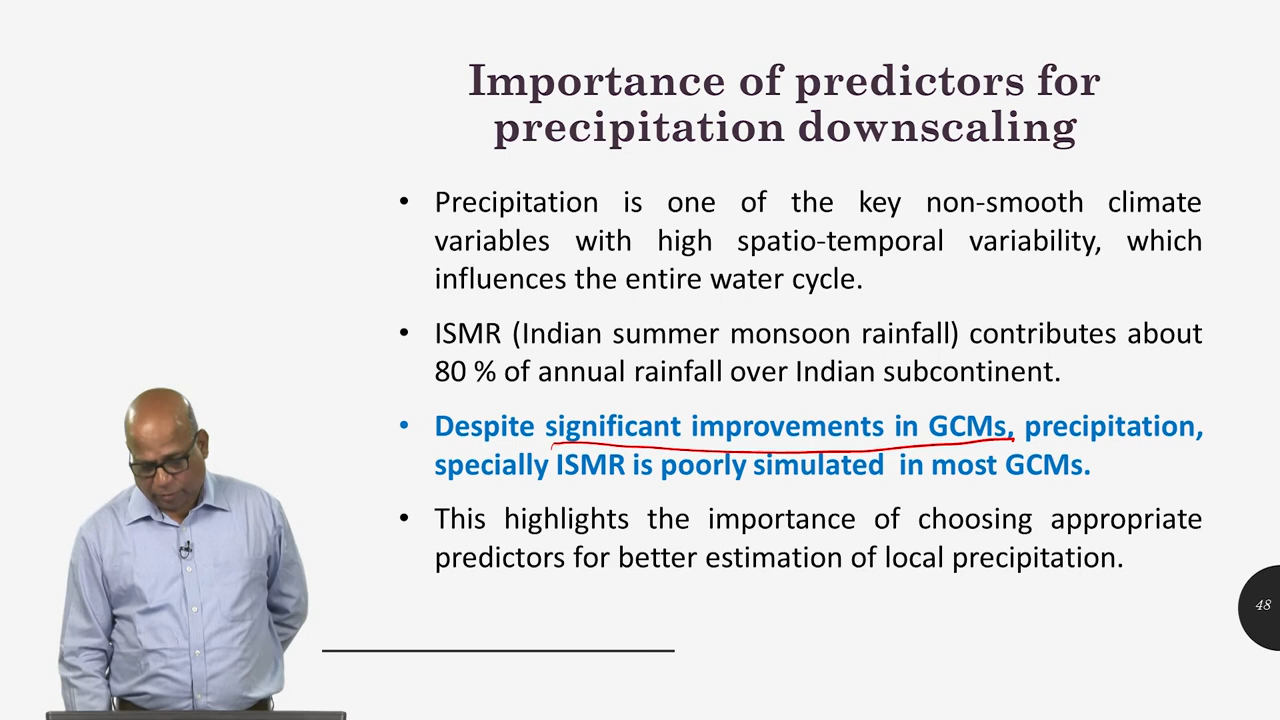 Importance of predictors for
precipitation downscaling
• Precipitation is one of the key non-smooth climate
variables with high spatio-temporal variability, which
influences the entire water cycle.
• ISMR (Indian summer monsoon rainfall) contributes about
80 % of annual rainfall over Indian subcontinent.
• Despite significant improvements in GCMs, precipitation,
specially ISMR is poorly simulated in most GCMs.
• This highlights the importance of choosing appropriate
predictors for better estimation of local precipitation.
48